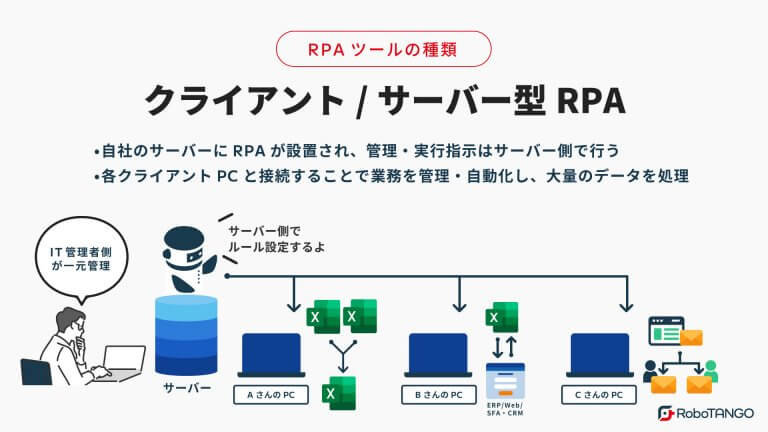 RPA ツールの種類
クライアント / サーバー型 RPA
•自社のサーバーに RPA が設置され、管理・実行指示はサーバー側で行う
•各クライアント PC と接続することで業務を管理・自動化し、大量のデータを処理
IT 管理者側
が一元管理
サーバー側で
ルール設定するよ
サーバー
X
X
X
A さんの PC
X
B さんの PC
ERP/Web/
SFA・CRM
C さんの PC
RoboTANGO